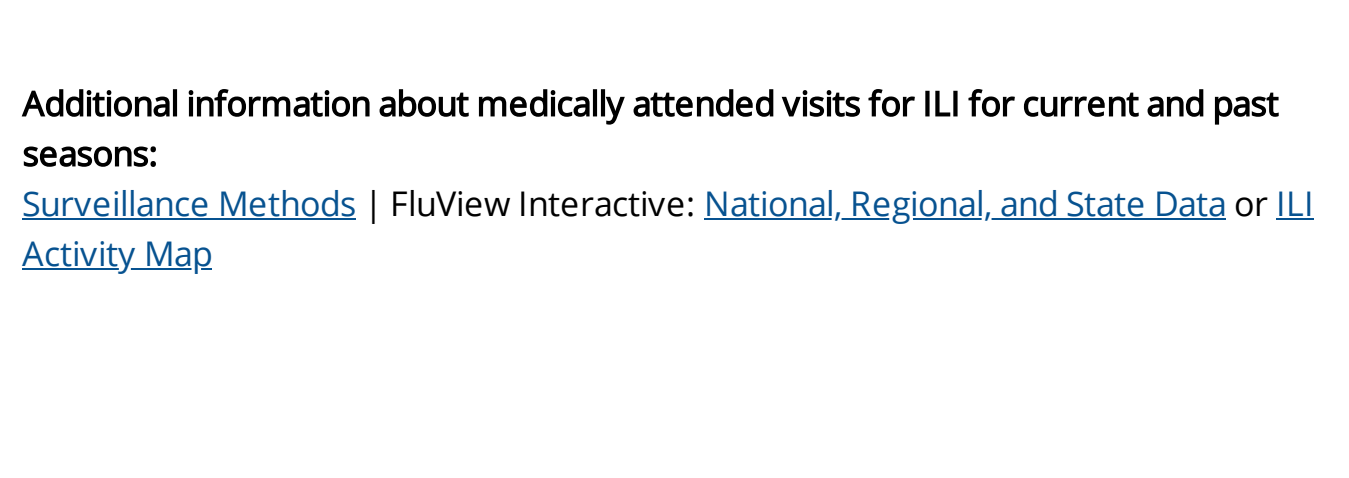 Additional information about medically attended visits for ILI for current and past
seasons:
Surveillance Methods | FluView Interactive: National, Regional, and State Data or ILI
Activity Map